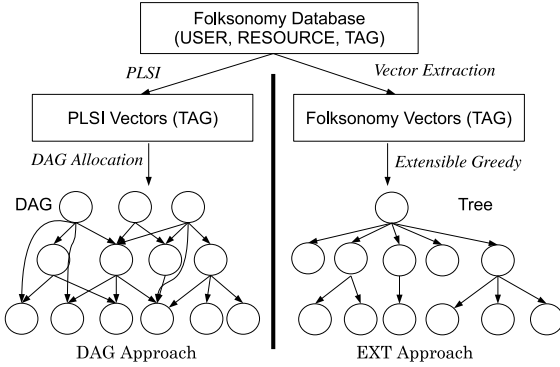 Folksonomy Database
(USER, RESOURCE, TAG)
PLSI
Vector Extraction
PLSI Vectors (TAG)
Folksonomy Vectors (TAG)
DAG Allocation
Extensible Greedy
DAG
Tree
DAG Approach
EXT Approach